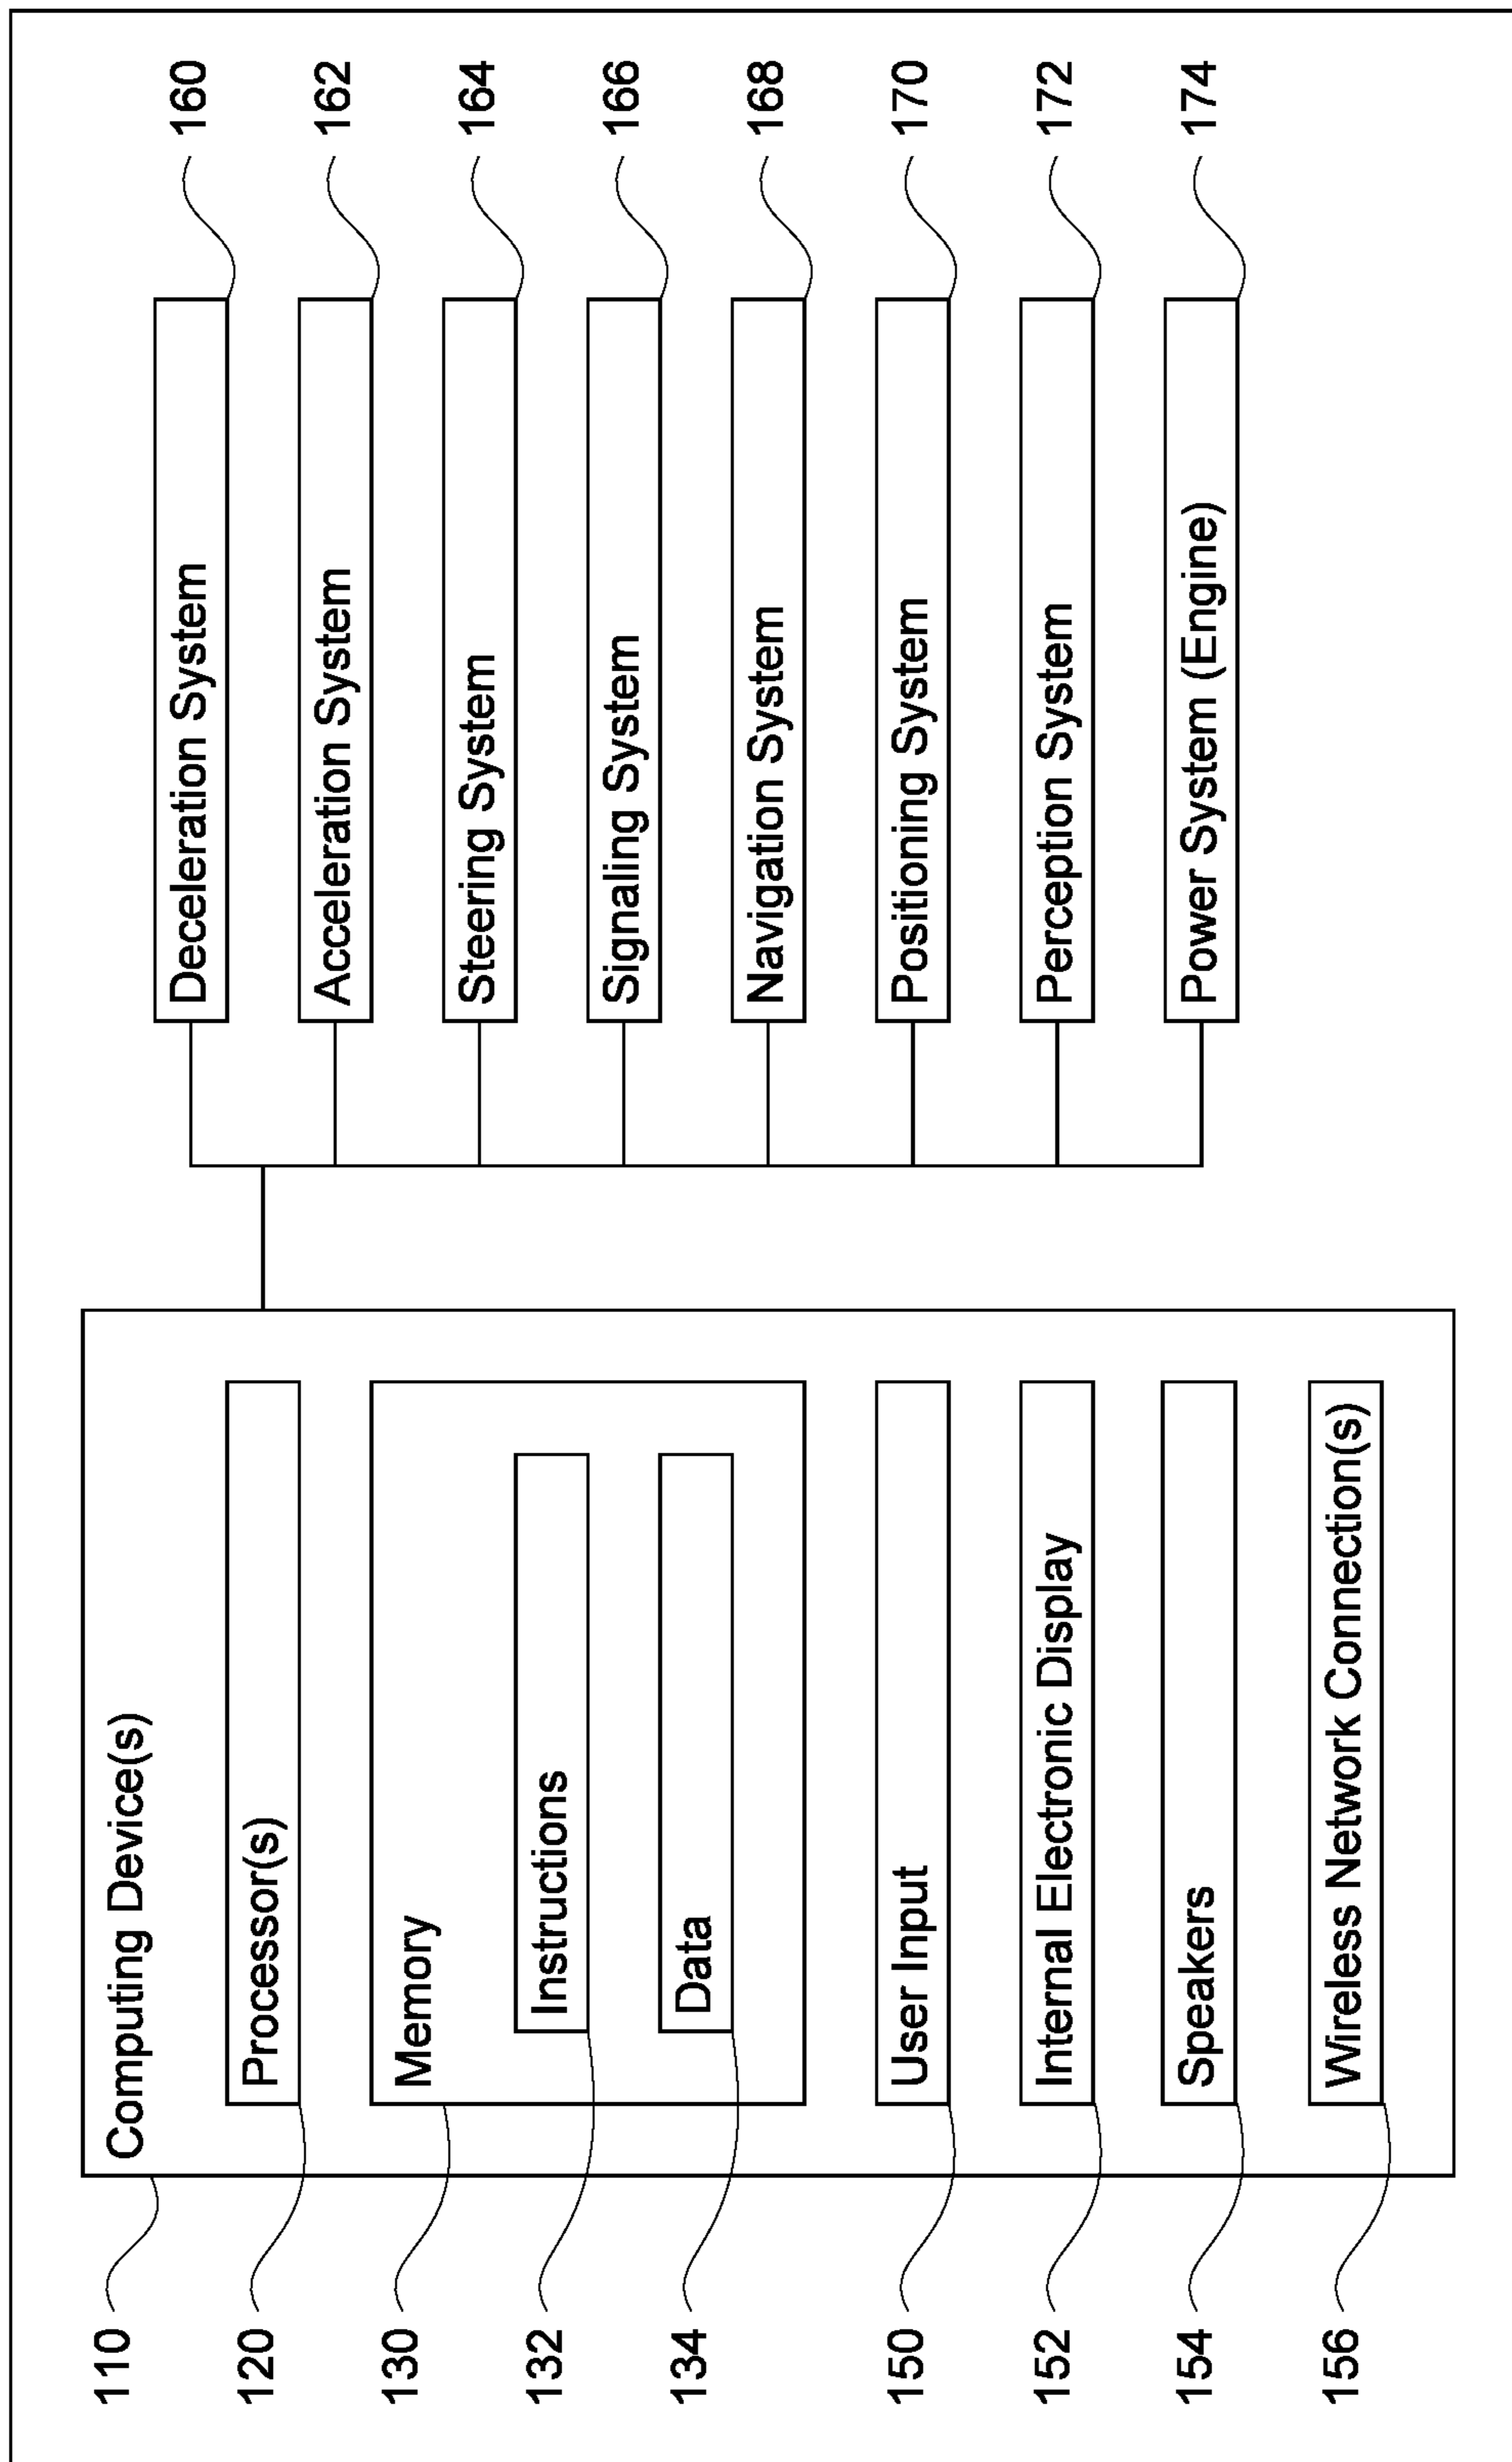 110
Computing Device(s)
120
Processor(s)
130
Memory
132
Instructions
134
Data
150
User Input
152
Internal Electronic Display
154
Speakers
156
Wireless Network Connection(s)
Deceleration System
160
Acceleration System
162
Steering System
164
Signaling System
166
Navigation System
168
Positioning System
170
Perception System
172
Power System (Engine)
174